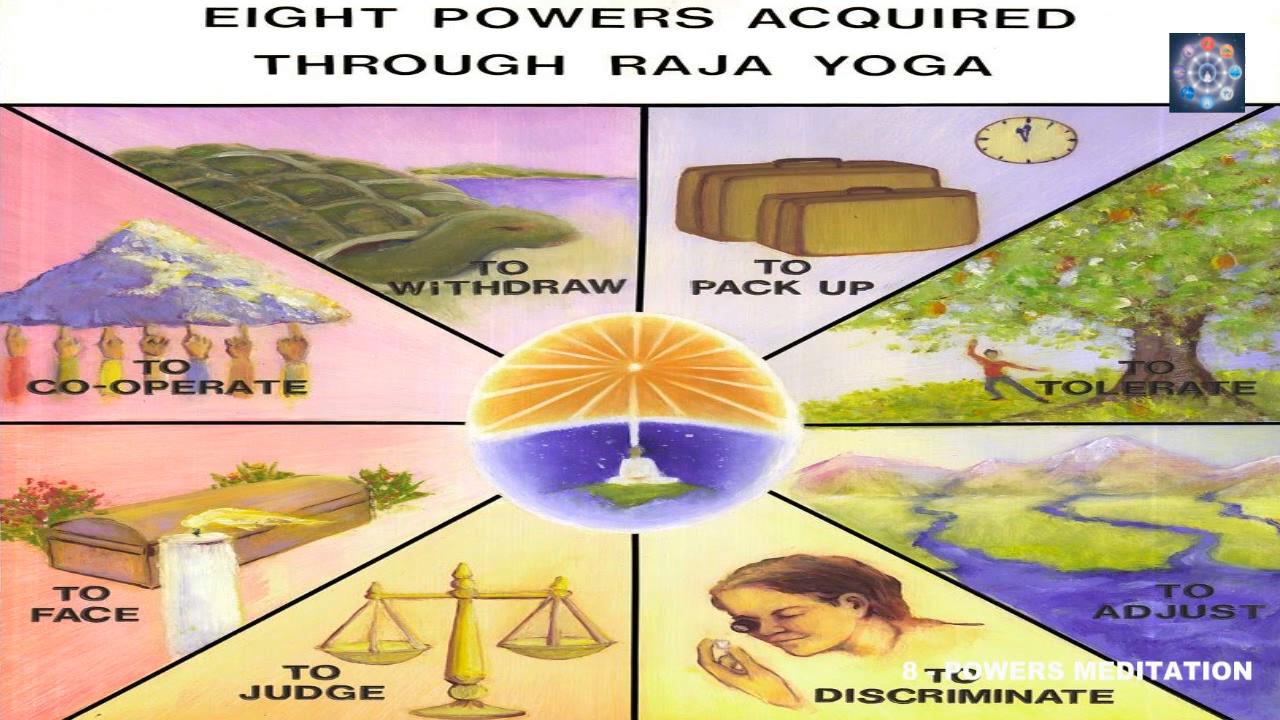 EIGHT POWERS ACQUIRED
THROUGH RAJA YOGA
TO
WiTHDRAW
TO
PACK UP
TO
CO-OPERATE
TO
TOLERATE
TO
FACE
TO
ADJUST
TO
JUDGE
TO
DISCRIMINATE
8 - POWERS MEDITATION